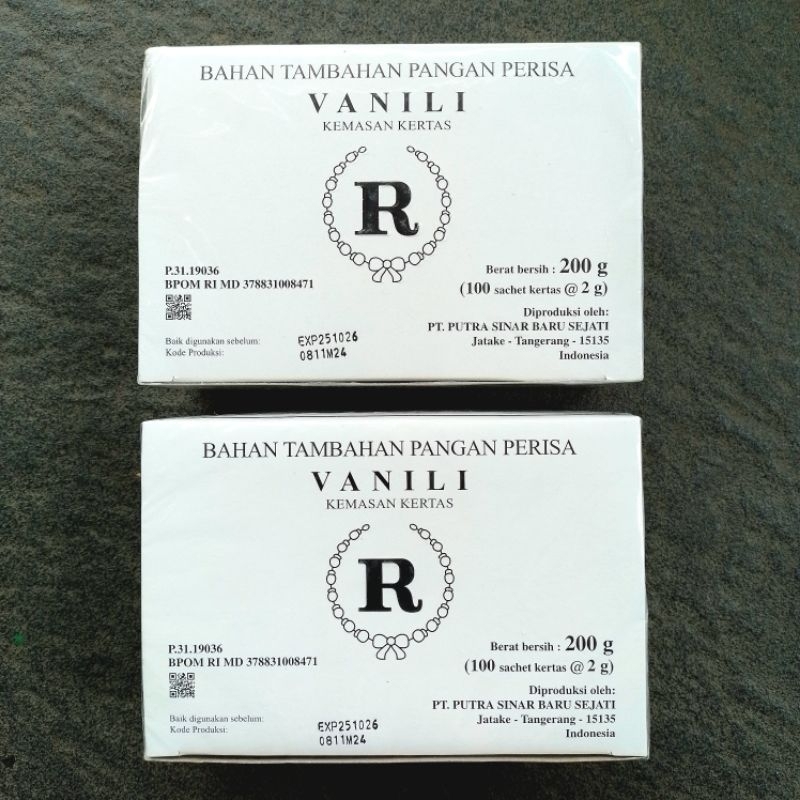 BAHAN TAMBAHAN PANGAN PERISA
VANILI
KEMASAN KERTAS
R
P.31.19036
BPOM RI MD 378831008471
Baik digunakan sebelum:
Kode Produksi:
EXP251026
0811M24
Berat bersih : 200 g
(100 sachet kertas @ 2 g)
Diproduksi oleh:
PT. PUTRA SINAR BARU SEJATI
Jatake - Tangerang - 15135
Indonesia
BAHAN TAMBAHAN PANGAN PERISA
VANILI
KEMASAN KERTAS
R
P.31.19036
BPOM RI MD 378831008471
Baik digunakan sebelum:
Kode Produksi:
EXP251026
0811M24
Berat bersih : 200 g
(100 sachet kertas @ 2 g)
Diproduksi oleh:
PT. PUTRA SINAR BARU SEJATI
Jatake - Tangerang - 15135
Indonesia